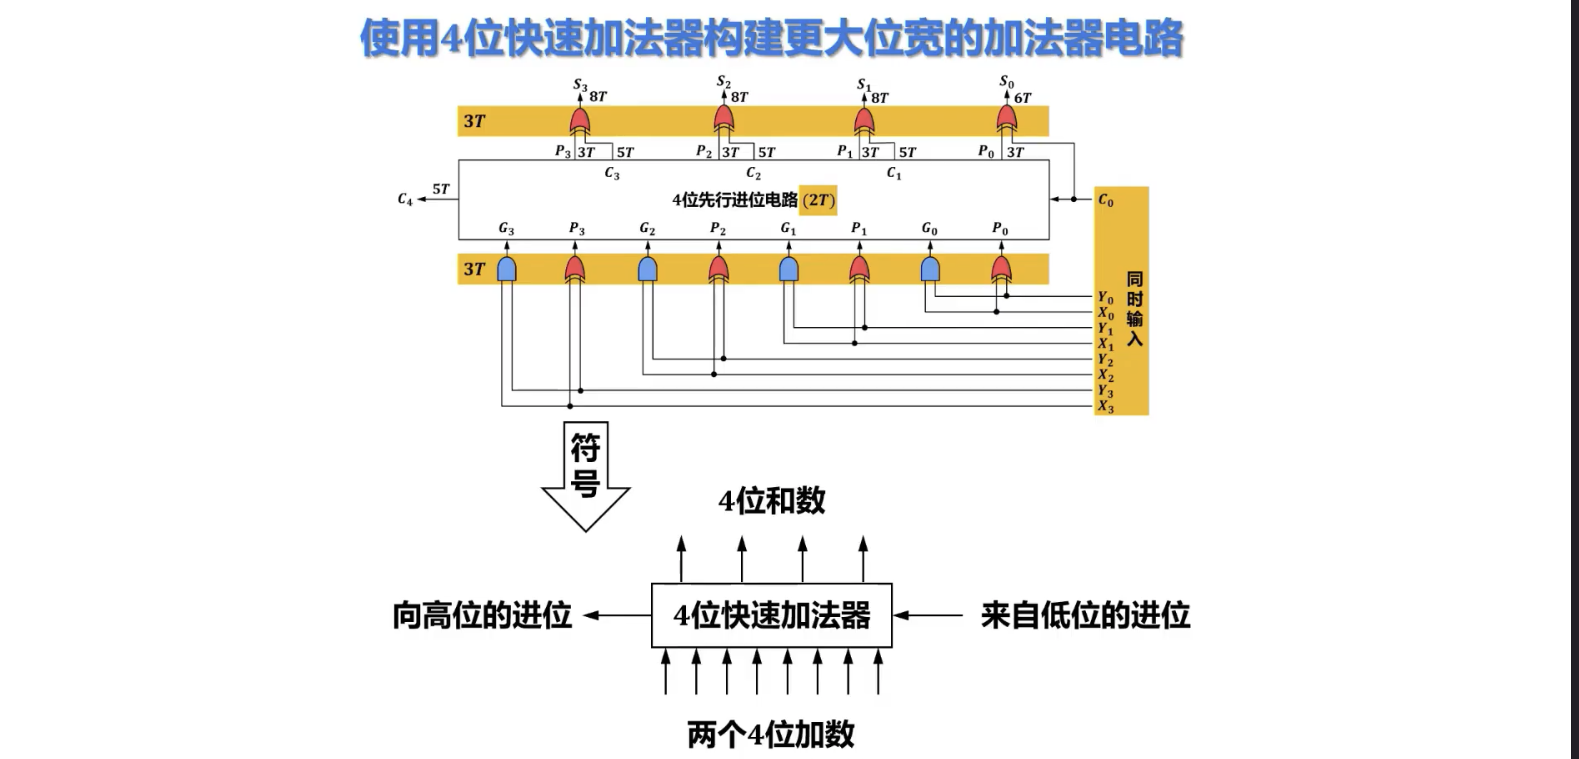 使用4位快速加法器构建更大位宽的加法器电路
S3 S2 S1 S0
8T 8T 8T 6T
3T
P3 3T 5T P2 3T 5T P1 3T 5T P0 3T
C3 C2 C1
C4 5T 4位先行进位电路 (2T) C0
G3 P3 G2 P2 G1 P1 G0 P0
3T
同时输入
Y0
X0
Y1
X1
Y2
X2
Y3
X3
符号
4位和数
向高位的进位 4位快速加法器 来自低位的进位
两个4位加数